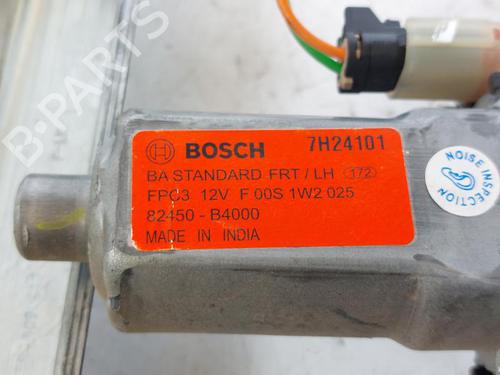 BOSCH 7H24101
BA STANDARD FRT / LH 172
FPC3 12V F 00S 1W2 025
82450 - B4000
MADE IN INDIA
NOISE INSPECTION
B-PARTS